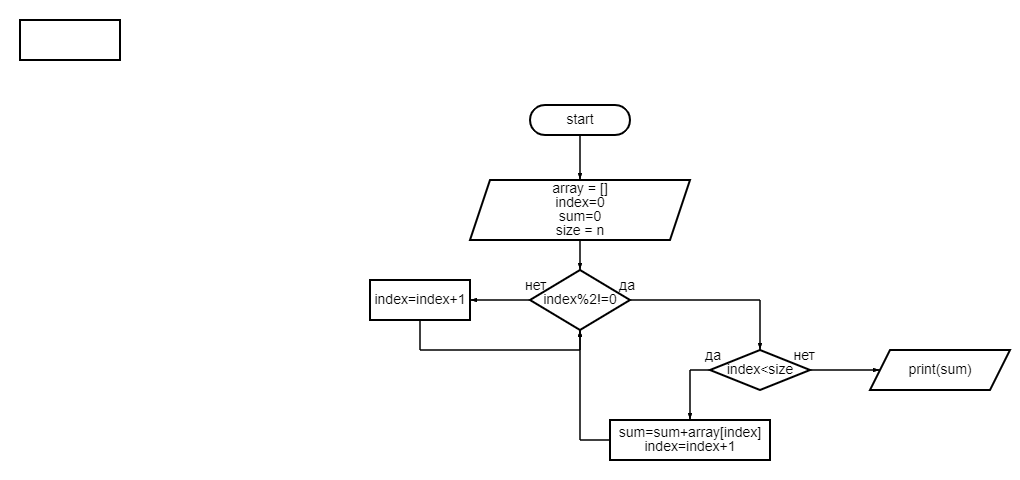 start
array = []
index=0
sum=0
size = n
нет
да
index=index+1
index%2!=0
да
нет
index<size
print(sum)
sum=sum+array[index]
index=index+1